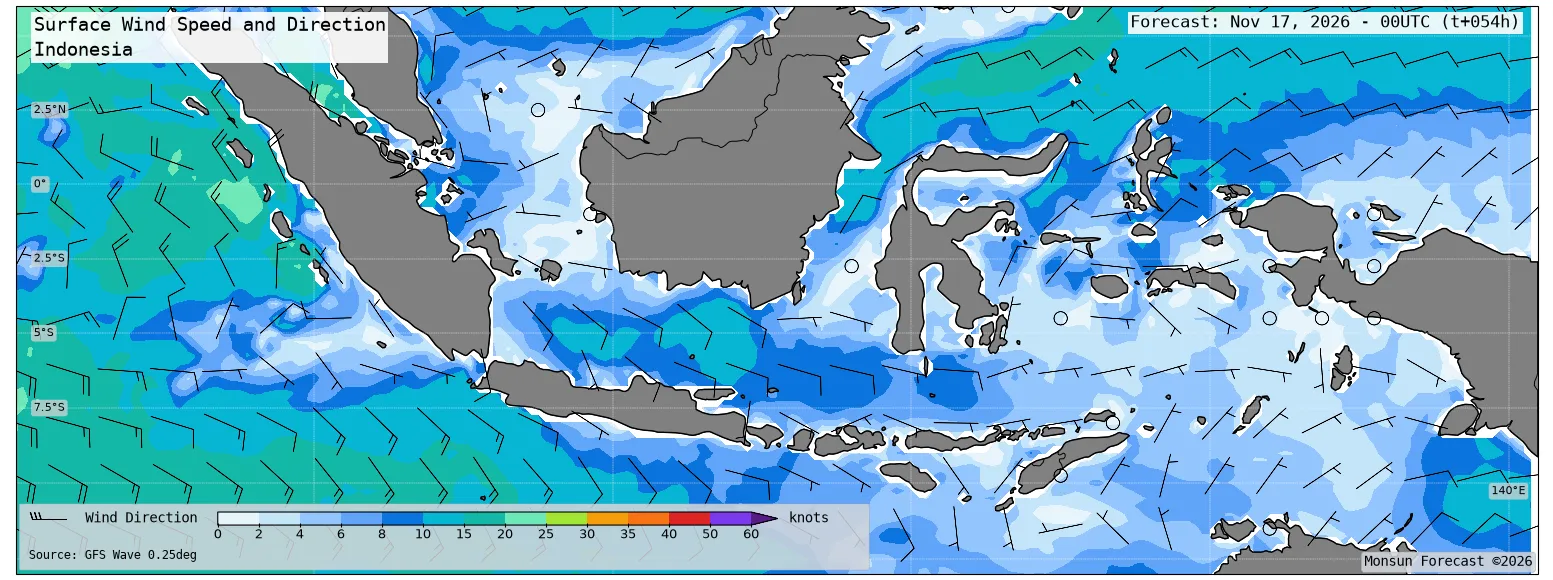 Surface Wind Speed and Direction
Indonesia
Forecast: Nov 17, 2026 - 00UTC (t+054h)
2.5°N
0°
2.5°S
5°S
7.5°S
140°E
Wind Direction
0 2 4 6 8 10 15 20 25 30 35 40 50 60
knots
Source: GFS Wave 0.25deg
Monsun Forecast ©2026